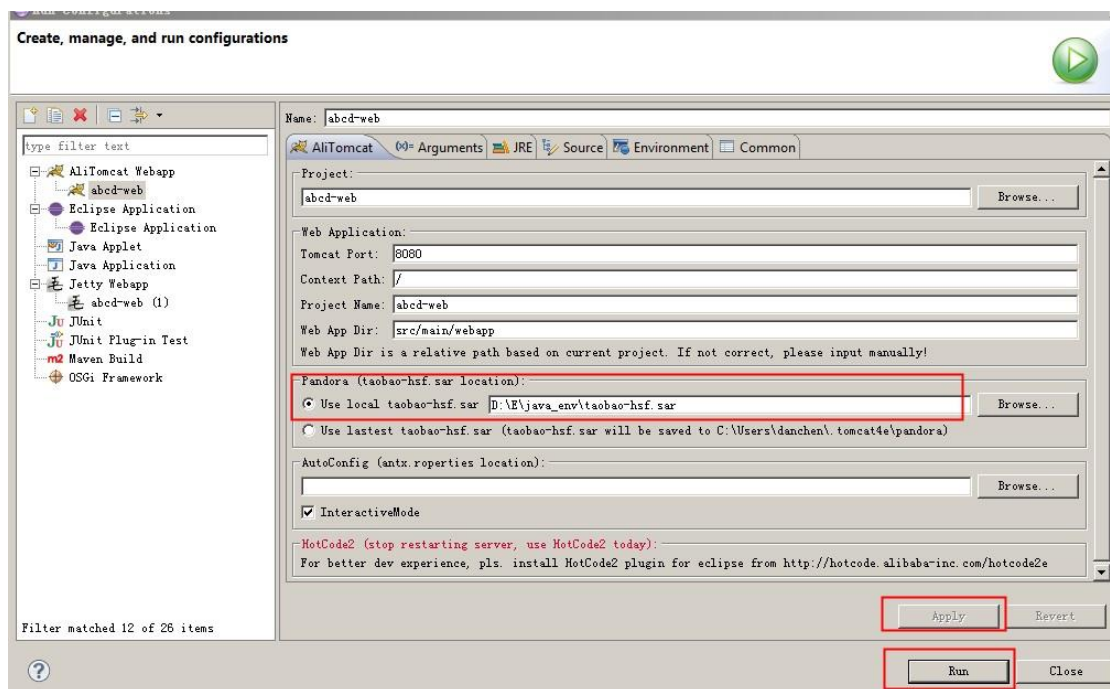 Run Configurations
Create, manage, and run configurations
type filter text
AliTomcat Webapp
abcd-web
Eclipse Application
Eclipse Application
Java Applet
Java Application
Jetty Webapp
abcd-web (1)
Ju JUnit
JUnit Plug-in Test
m2 Maven Build
OSGi Framework
Filter matched 12 of 26 items
Name: abcd-web
AliTomcat (x)= Arguments JRE Source Environment Common
Project:
abcd-web Browse...
Web Application:
Tomcat Port: 8080
Context Path: /
Project Name: abcd-web
Web App Dir: src/main/webapp
Web App Dir is a relative path based on current project. If not correct, please input manually!
Pandora (taobao-hsf.sar location):
Use local taobao-hsf.sar D:\E\java_env\taobao-hsf.sar Browse...
Use lastest taobao-hsf.sar (taobao-hsf.sar will be saved to C:\Users\danchen\.tomcat4e\pandora)
AutoConfig (antx.roperties location):
Browse...
InteractiveMode
HotCode2 (stop restarting server, use HotCode2 today):
For better dev experience, pls. install HotCode2 plugin for eclipse from http://hotcode.alibaba-inc.com/hotcode2e
Apply Revert
? Run Close